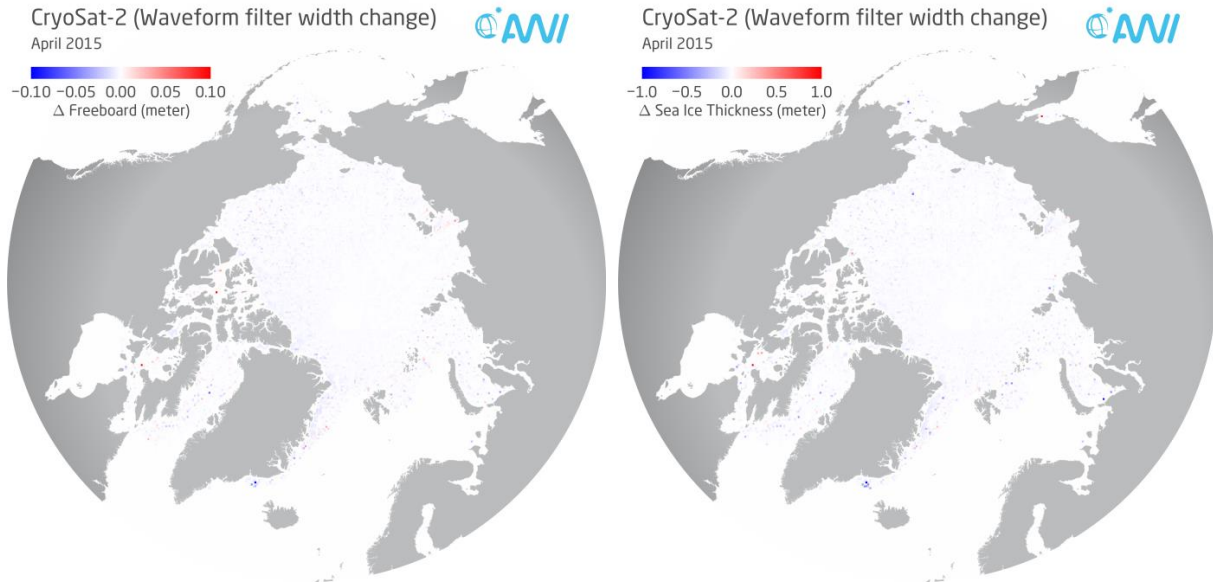 CryoSat-2 (Waveform filter width change)
April 2015
AWI
−0.10 −0.05 0.00 0.05 0.10
Δ Freeboard (meter)
CryoSat-2 (Waveform filter width change)
April 2015
AWI
−1.0 −0.5 0.0 0.5 1.0
Δ Sea Ice Thickness (meter)